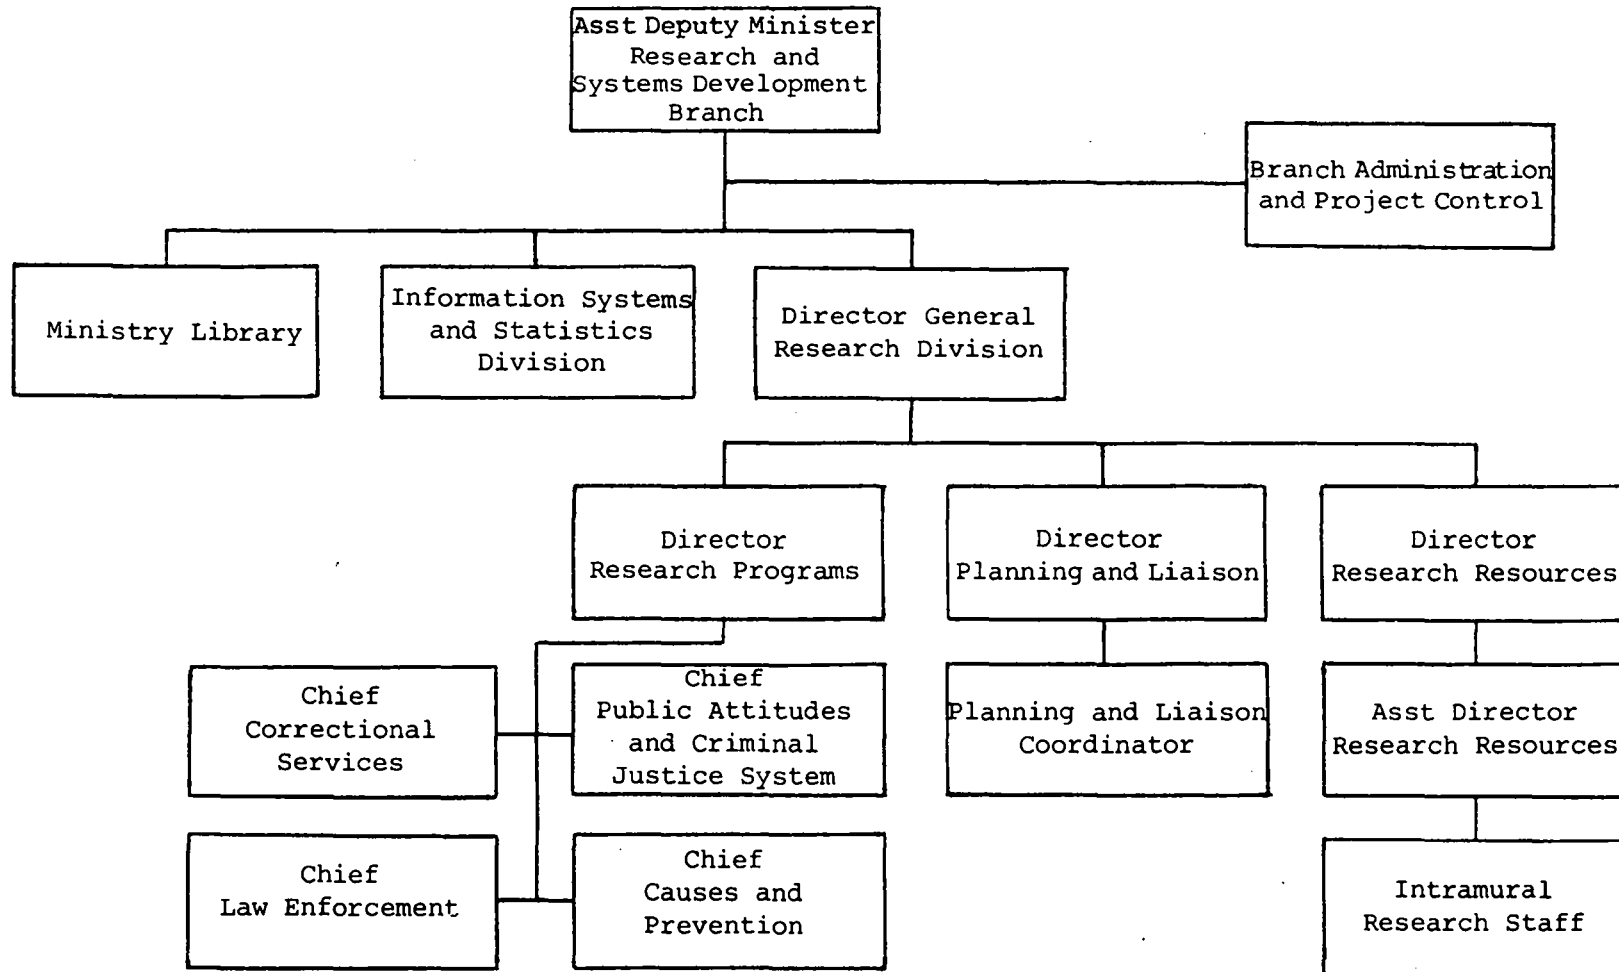 Asst Deputy Minister
Research and
Systems Development
Branch
Branch Administration
and Project Control
Ministry Library
Information Systems
and Statistics
Division
Director General
Research Division
Director
Research Programs
Director
Planning and Liaison
Director
Research Resources
Chief
Correctional
Services
Chief
Public Attitudes
and Criminal
Justice System
Planning and Liaison
Coordinator
Asst Director
Research Resources
Chief
Law Enforcement
Chief
Causes and
Prevention
Intramural
Research Staff